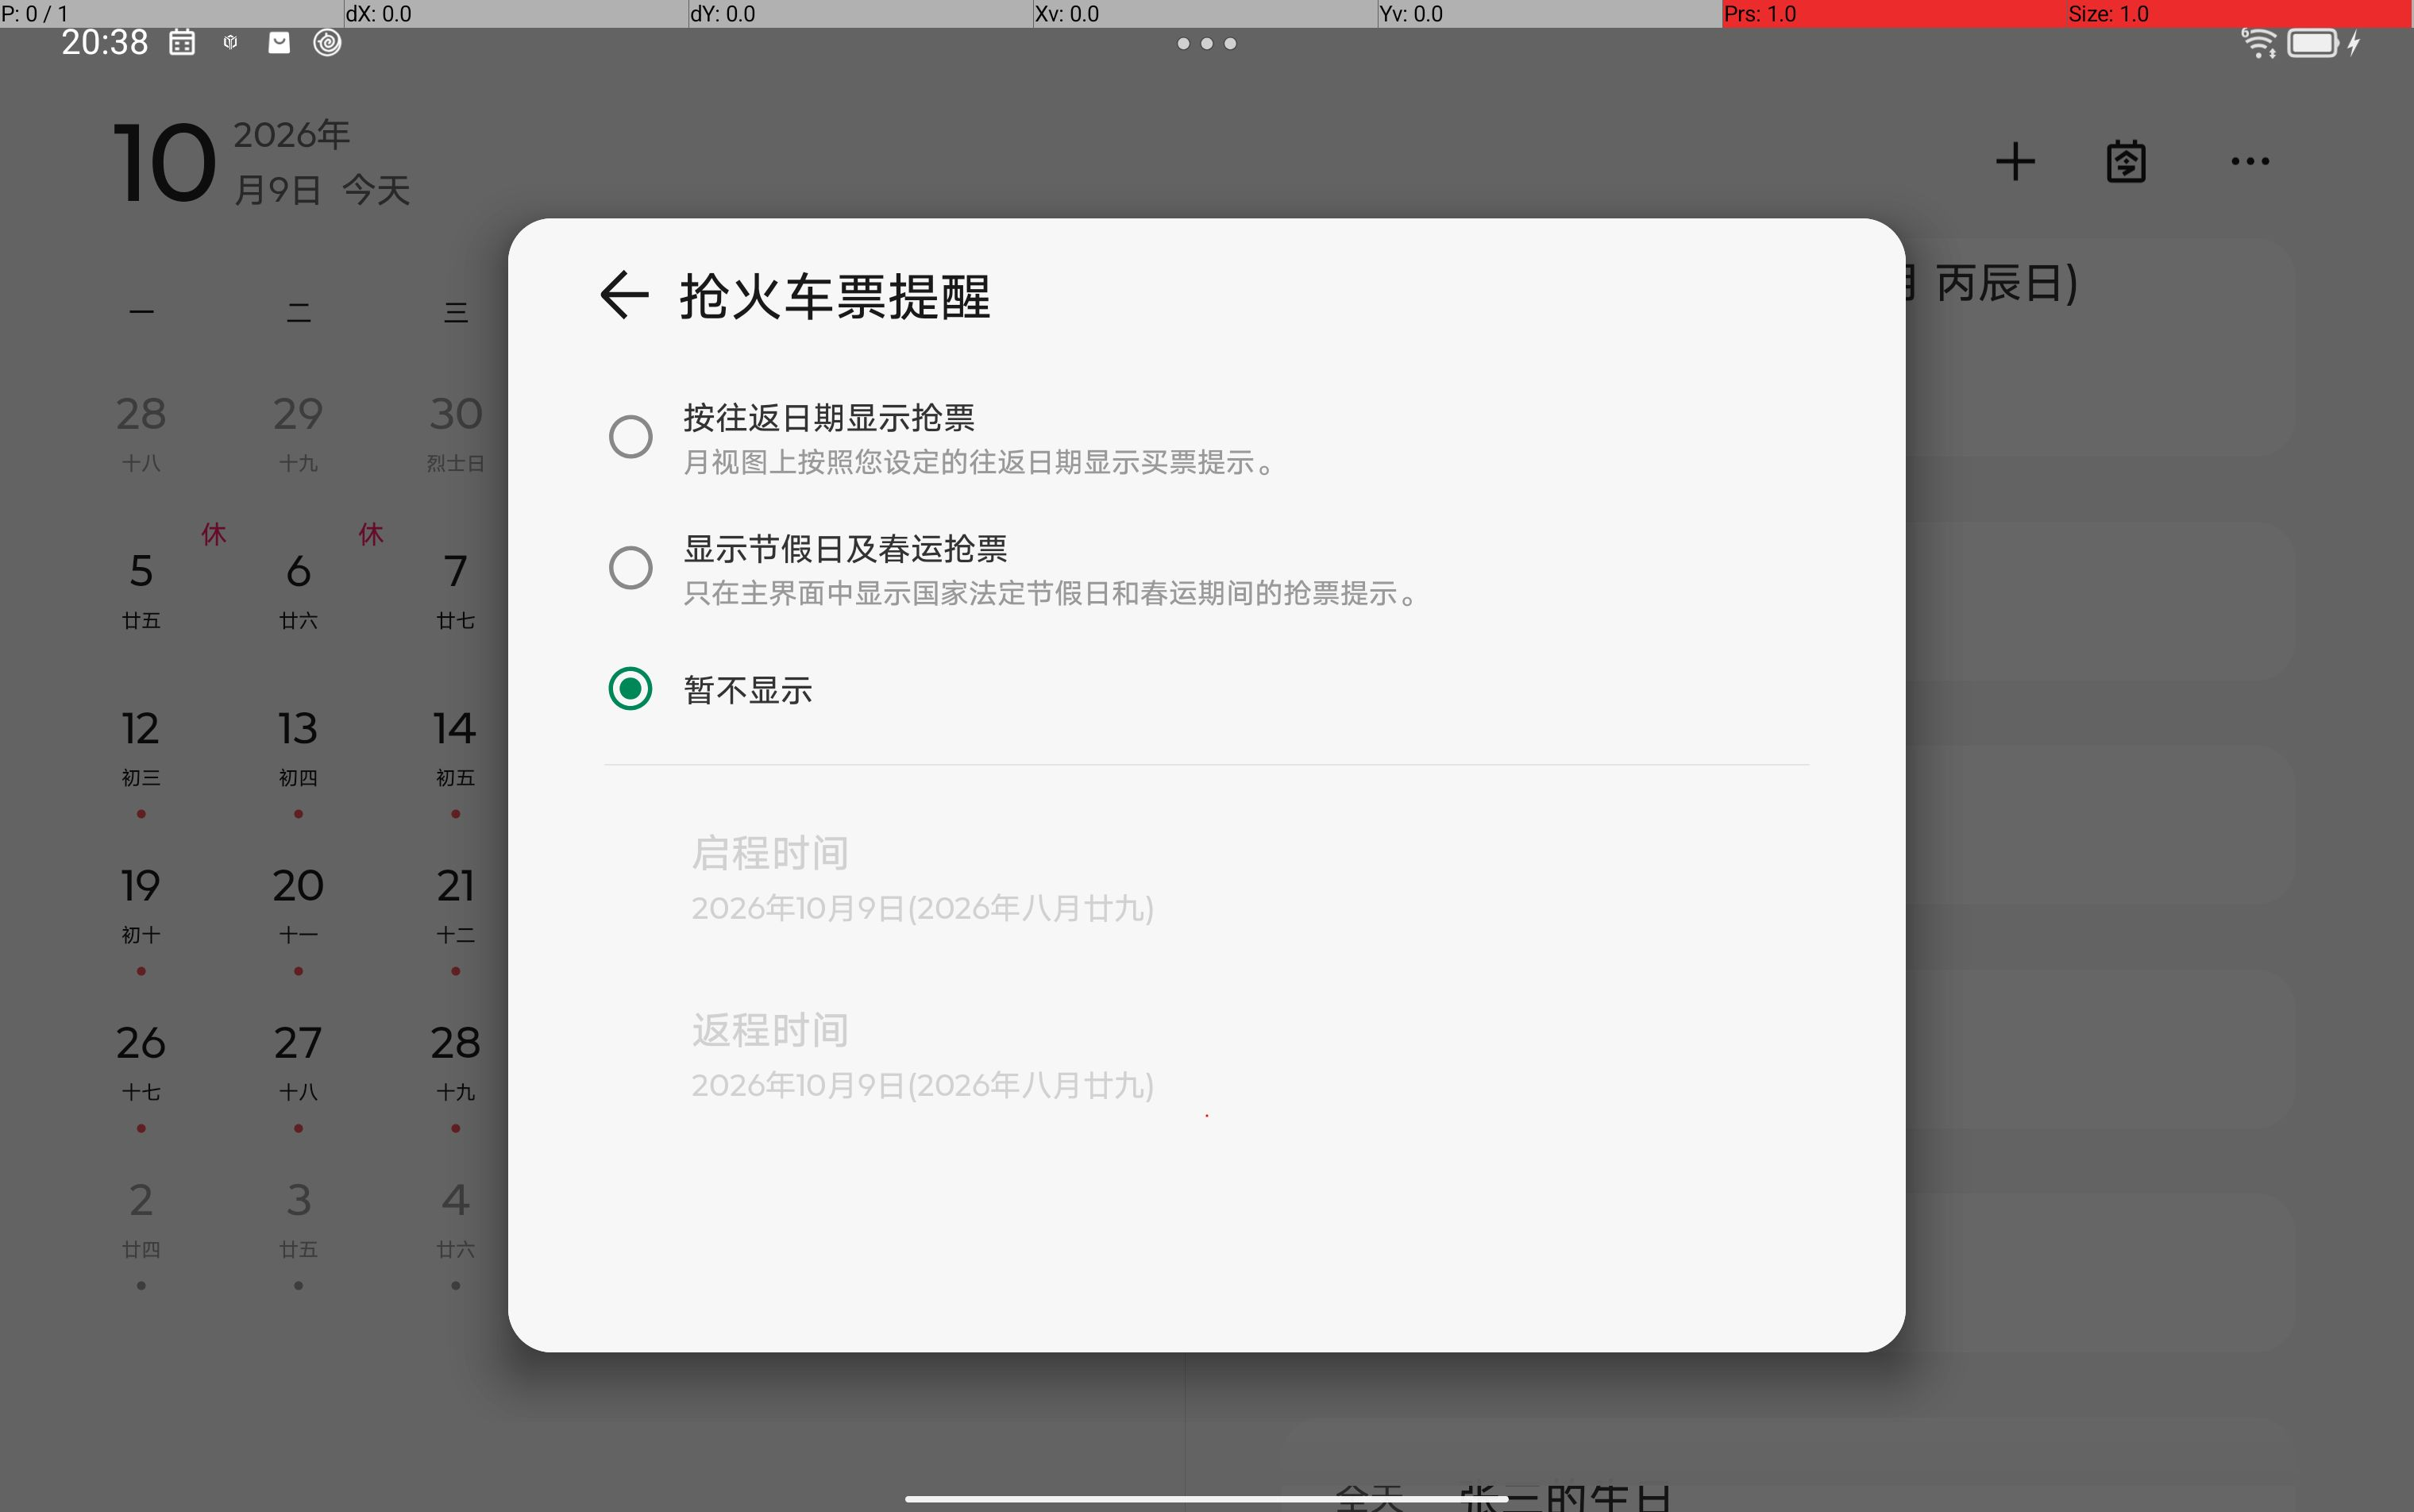 P: 0 / 1 dX: 0.0 dY: 0.0 Xv: 0.0 Yv: 0.0 Prs: 1.0 Size: 1.0
20:38
6
10 2026年
月9日 今天
丙辰日)
一 二 三
28 29 30
十八 十九 烈士日
休 休
5 6 7
廿五 廿六 廿七
12 13 14
初三 初四 初五
19 20 21
初十 十一 十二
26 27 28
十七 十八 十九
2 3 4
廿四 廿五 廿六
抢火车票提醒
按往返日期显示抢票
月视图上按照您设定的往返日期显示买票提示。
显示节假日及春运抢票
只在主界面中显示国家法定节假日和春运期间的抢票提示。
暂不显示
启程时间
2026年10月9日(2026年八月廿九)
返程时间
2026年10月9日(2026年八月廿九)
全天 张三的生日